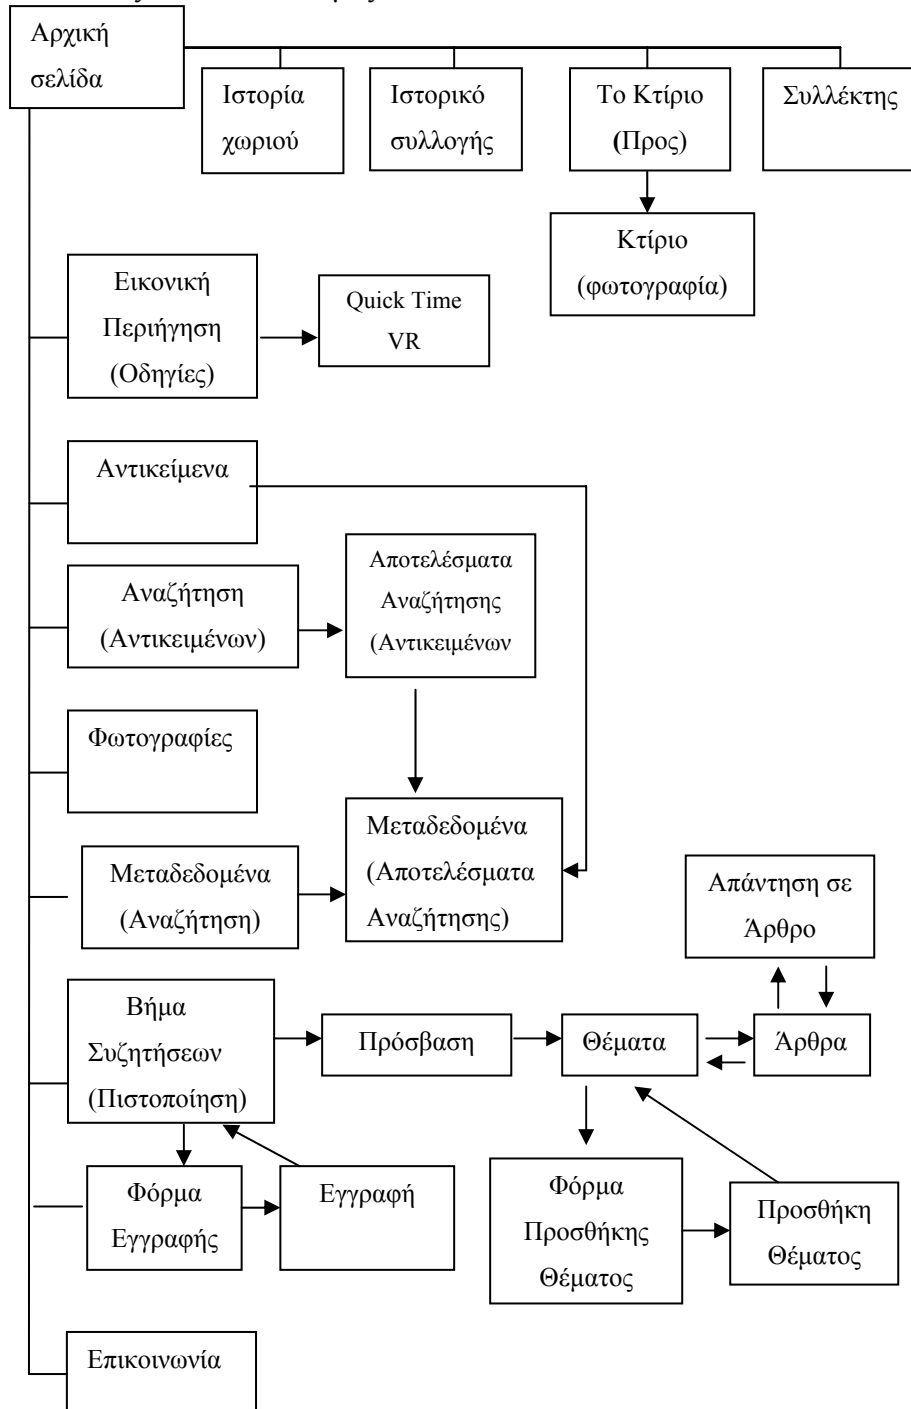 Αρχική
σελίδα
Ιστορία
χωριού
Ιστορικό
συλλογής
Το Κτίριο
(Προς)
Συλλέκτης
Κτίριο
(φωτογραφία)
Εικονική
Περιήγηση
(Οδηγίες)
Quick Time
VR
Αντικείμενα
Αναζήτηση
(Αντικειμένων)
Αποτελέσματα
Αναζήτησης
(Αντικειμένων
Φωτογραφίες
Μεταδεδομένα
(Αποτελέσματα
Αναζήτησης)
Μεταδεδομένα
(Αναζήτηση)
Απάντηση σε
Άρθρο
Βήμα
Συζητήσεων
(Πιστοποίηση)
Πρόσβαση
Θέματα
Άρθρα
Φόρμα
Εγγραφής
Εγγραφή
Φόρμα
Προσθήκης
Θέματος
Προσθήκη
Θέματος
Επικοινωνία